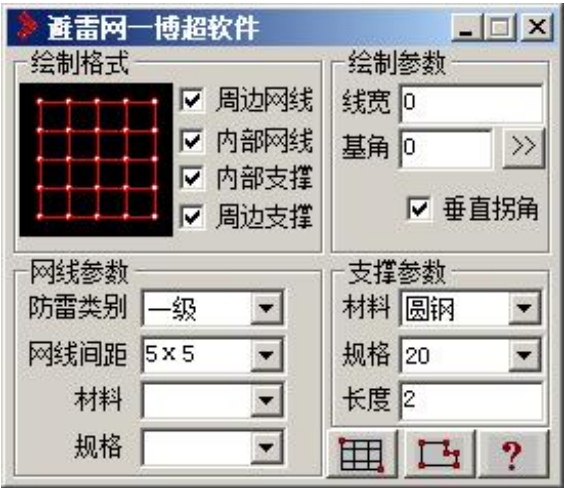 避雷网—博超软件
绘制格式
周边网线
内部网线
内部支撑
周边支撑
绘制参数
线宽 0
基角 0 >>
垂直拐角
网线参数
防雷类别 一级
网线间距 5×5
材料
规格
支撑参数
材料 圆钢
规格 20
长度 2
?